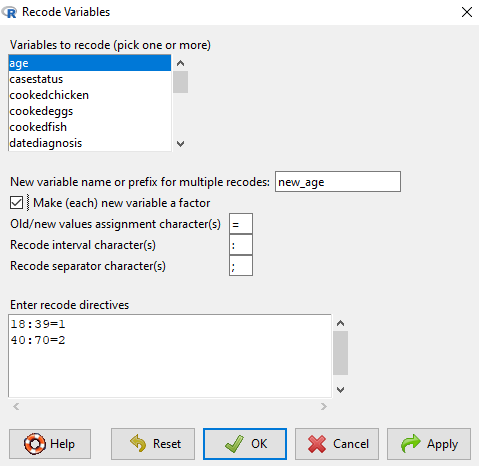 Recode Variables
Variables to recode (pick one or more)
age
casestatus
cookedchicken
cookedeggs
cookedfish
datediagnosis
New variable name or prefix for multiple recodes: new_age
Make (each) new variable a factor
Old/new values assignment character(s) =
Recode interval character(s) :
Recode separator character(s) ;
Enter recode directives
18:39=1
40:70=2
Help Reset OK Cancel Apply